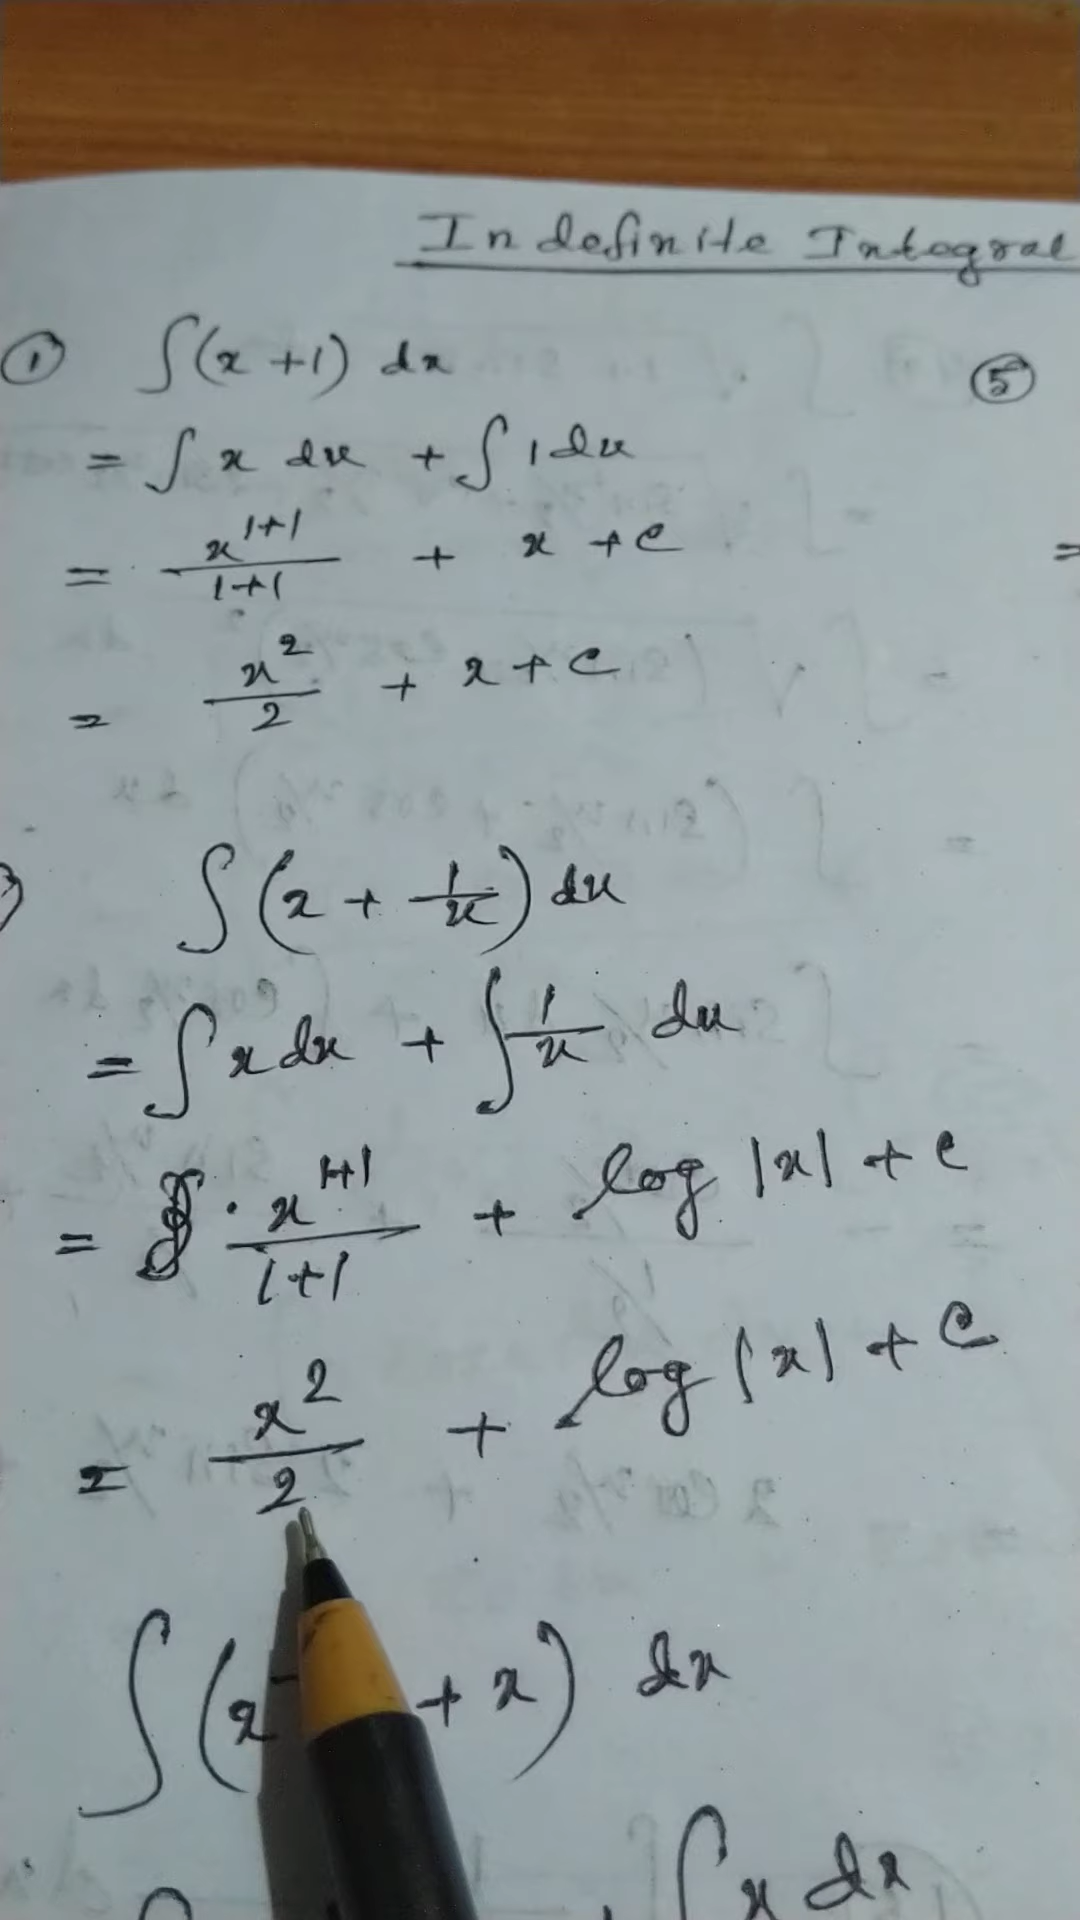 Indefinite Integral
① ∫(x+1) dx
= ∫ x dx + ∫ 1 dx
= x^(1+1)/(1+1) + x + c
= x²/2 + x + c
∫ (x + 1/x) dx
= ∫ x dx + ∫ 1/x dx
= x^(1+1)/(1+1) + log |x| + c
= x²/2 + log |x| + c
∫ (x + x) dx
∫ x dx
⑤
=